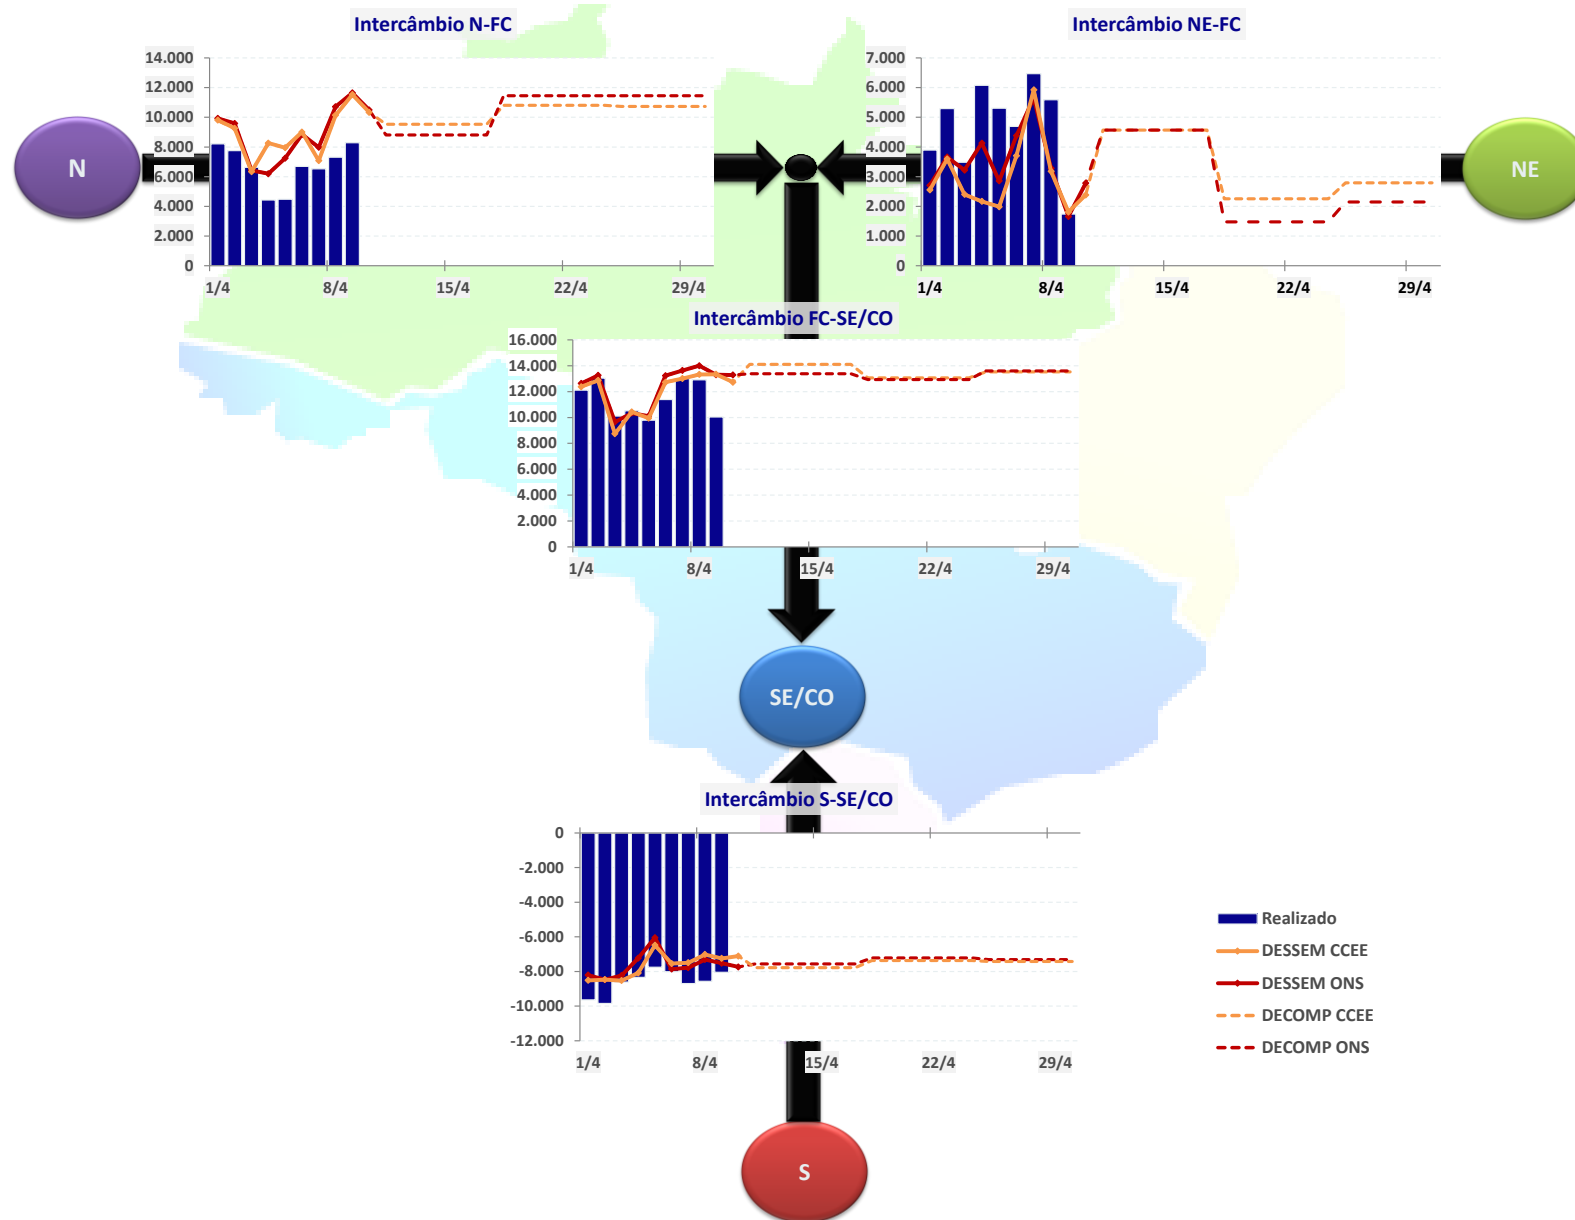 Intercâmbio N-FC
14.000
12.000
10.000
8.000
6.000
4.000
2.000
0
1/4 8/4 15/4 22/4 29/4
Intercâmbio NE-FC
7.000
6.000
5.000
4.000
3.000
2.000
1.000
0
1/4 8/4 15/4 22/4 29/4
N
NE
Intercâmbio FC-SE/CO
16.000
14.000
12.000
10.000
8.000
6.000
4.000
2.000
0
1/4 8/4 15/4 22/4 29/4
SE/CO
Intercâmbio S-SE/CO
0
-2.000
-4.000
-6.000
-8.000
-10.000
-12.000
1/4 8/4 15/4 22/4 29/4
Realizado
DESSEM CCEE
DESSEM ONS
DECOMP CCEE
DECOMP ONS
S